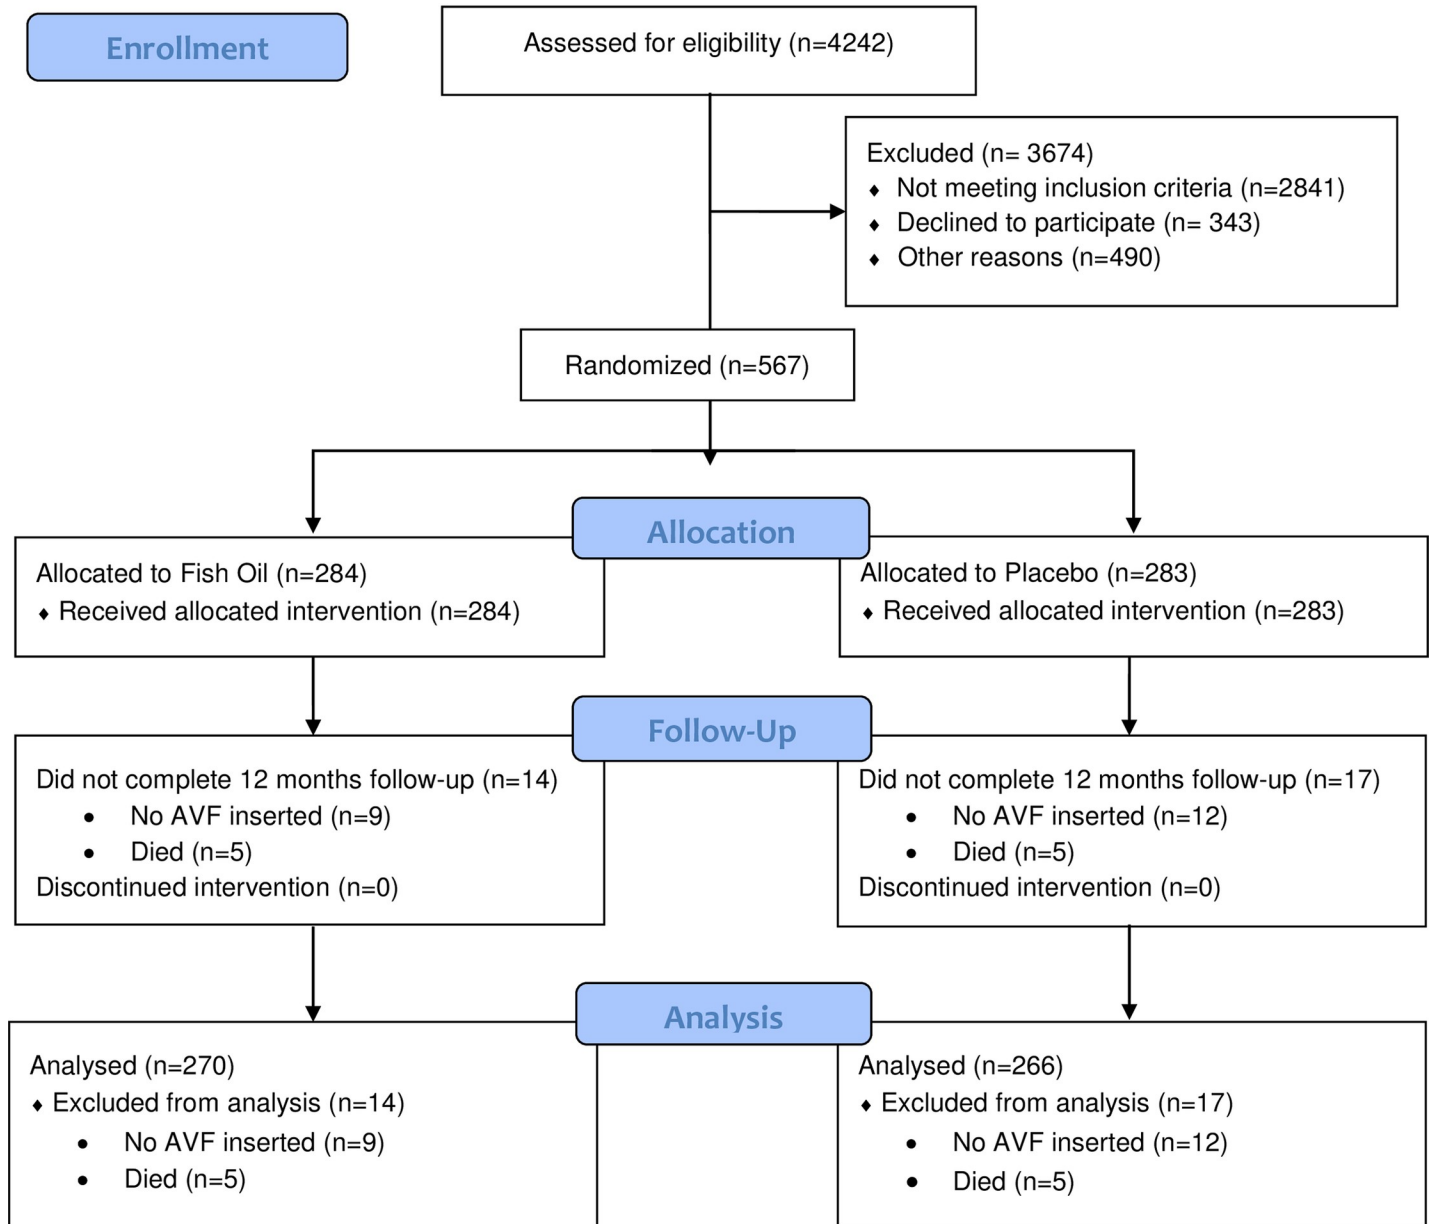 Enrollment
Assessed for eligibility (n=4242)
Excluded (n= 3674)
♦ Not meeting inclusion criteria (n=2841)
♦ Declined to participate (n= 343)
♦ Other reasons (n=490)
Randomized (n=567)
Allocation
Allocated to Fish Oil (n=284)
♦ Received allocated intervention (n=284)
Allocated to Placebo (n=283)
♦ Received allocated intervention (n=283)
Follow-Up
Did not complete 12 months follow-up (n=14)
• No AVF inserted (n=9)
• Died (n=5)
Discontinued intervention (n=0)
Did not complete 12 months follow-up (n=17)
• No AVF inserted (n=12)
• Died (n=5)
Discontinued intervention (n=0)
Analysis
Analysed (n=270)
♦ Excluded from analysis (n=14)
• No AVF inserted (n=9)
• Died (n=5)
Analysed (n=266)
♦ Excluded from analysis (n=17)
• No AVF inserted (n=12)
• Died (n=5)